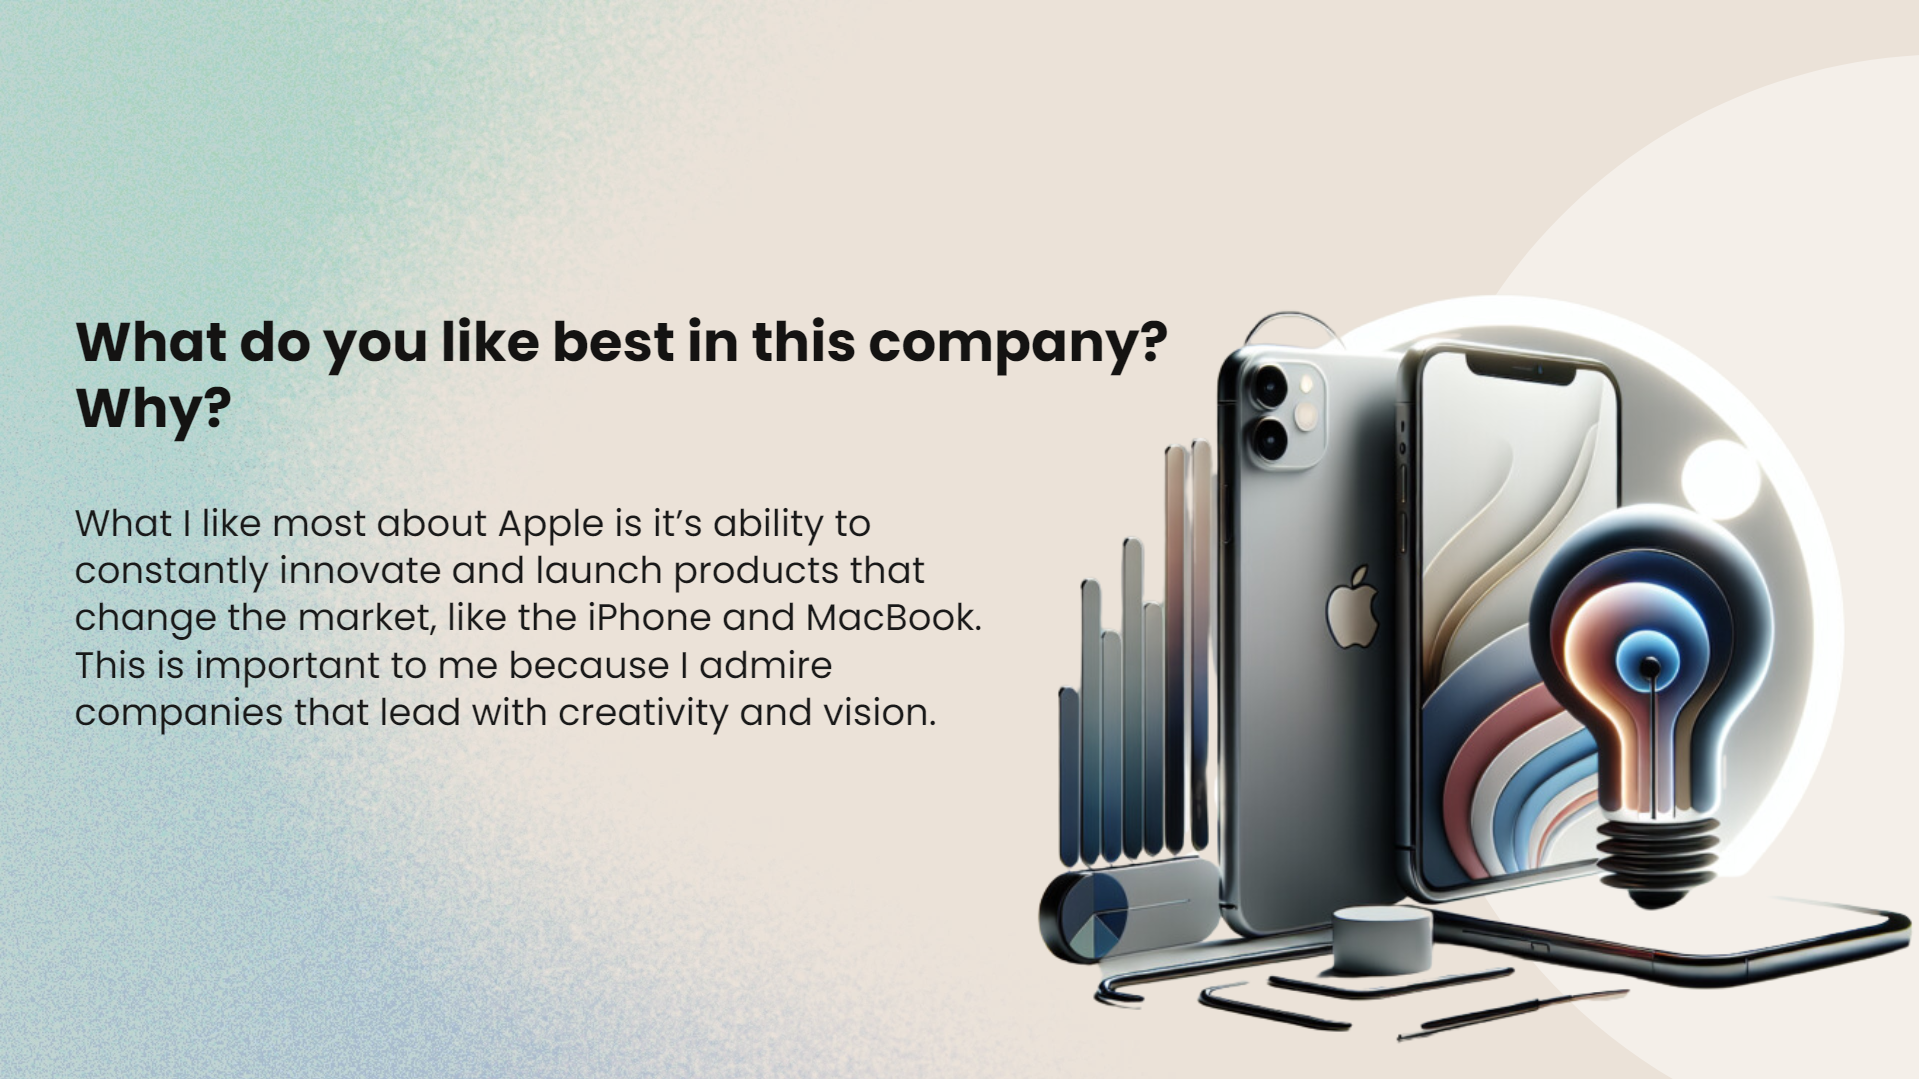 What do you like best in this company?
Why?
What I like most about Apple is it’s ability to
constantly innovate and launch products that
change the market, like the iPhone and MacBook.
This is important to me because I admire
companies that lead with creativity and vision.